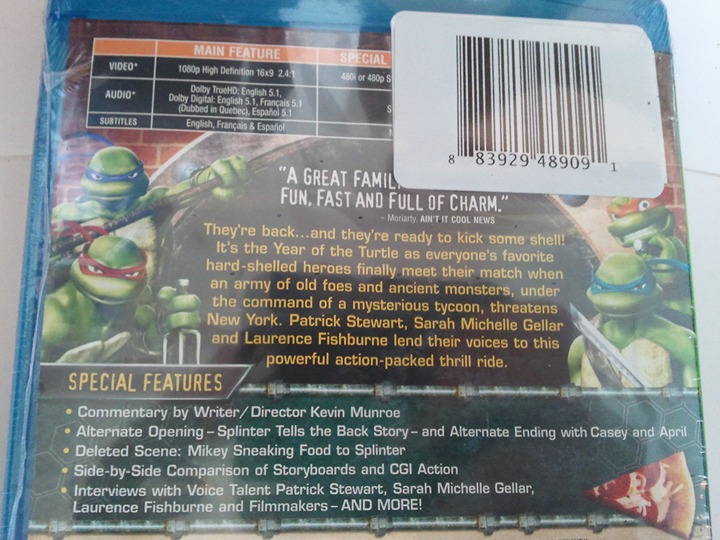 MAIN FEATURE SPECIAL
VIDEO* 1080p High Definition 16x9 2.4:1 480i or 480p
AUDIO* Dolby TrueHD: English 5.1,
Dolby Digital: English 5.1, Français 5.1
(Dubbed in Quebec), Español 5.1
SUBTITLES English, Français & Español
8 83929 48909 1
"A GREAT
FUN, FAST AND FULL OF CHARM."
– Moriarty, AIN'T IT COOL NEWS
They're back...and they're ready to kick some shell!
It's the Year of the Turtle as everyone's favorite
hard-shelled heroes finally meet their match when
an army of old foes and ancient monsters, under
the command of a mysterious tycoon, threatens
New York. Patrick Stewart, Sarah Michelle Gellar
and Laurence Fishburne lend their voices to this
powerful action-packed thrill ride.
SPECIAL FEATURES
• Commentary by Writer/Director Kevin Munroe
• Alternate Opening – Splinter Tells the Back Story – and Alternate Ending with Casey and April
• Deleted Scene: Mikey Sneaking Food to Splinter
• Side-by-Side Comparison of Storyboards and CGI Action
• Interviews with Voice Talent Patrick Stewart, Sarah Michelle Gellar,
Laurence Fishburne and Filmmakers – AND MORE!